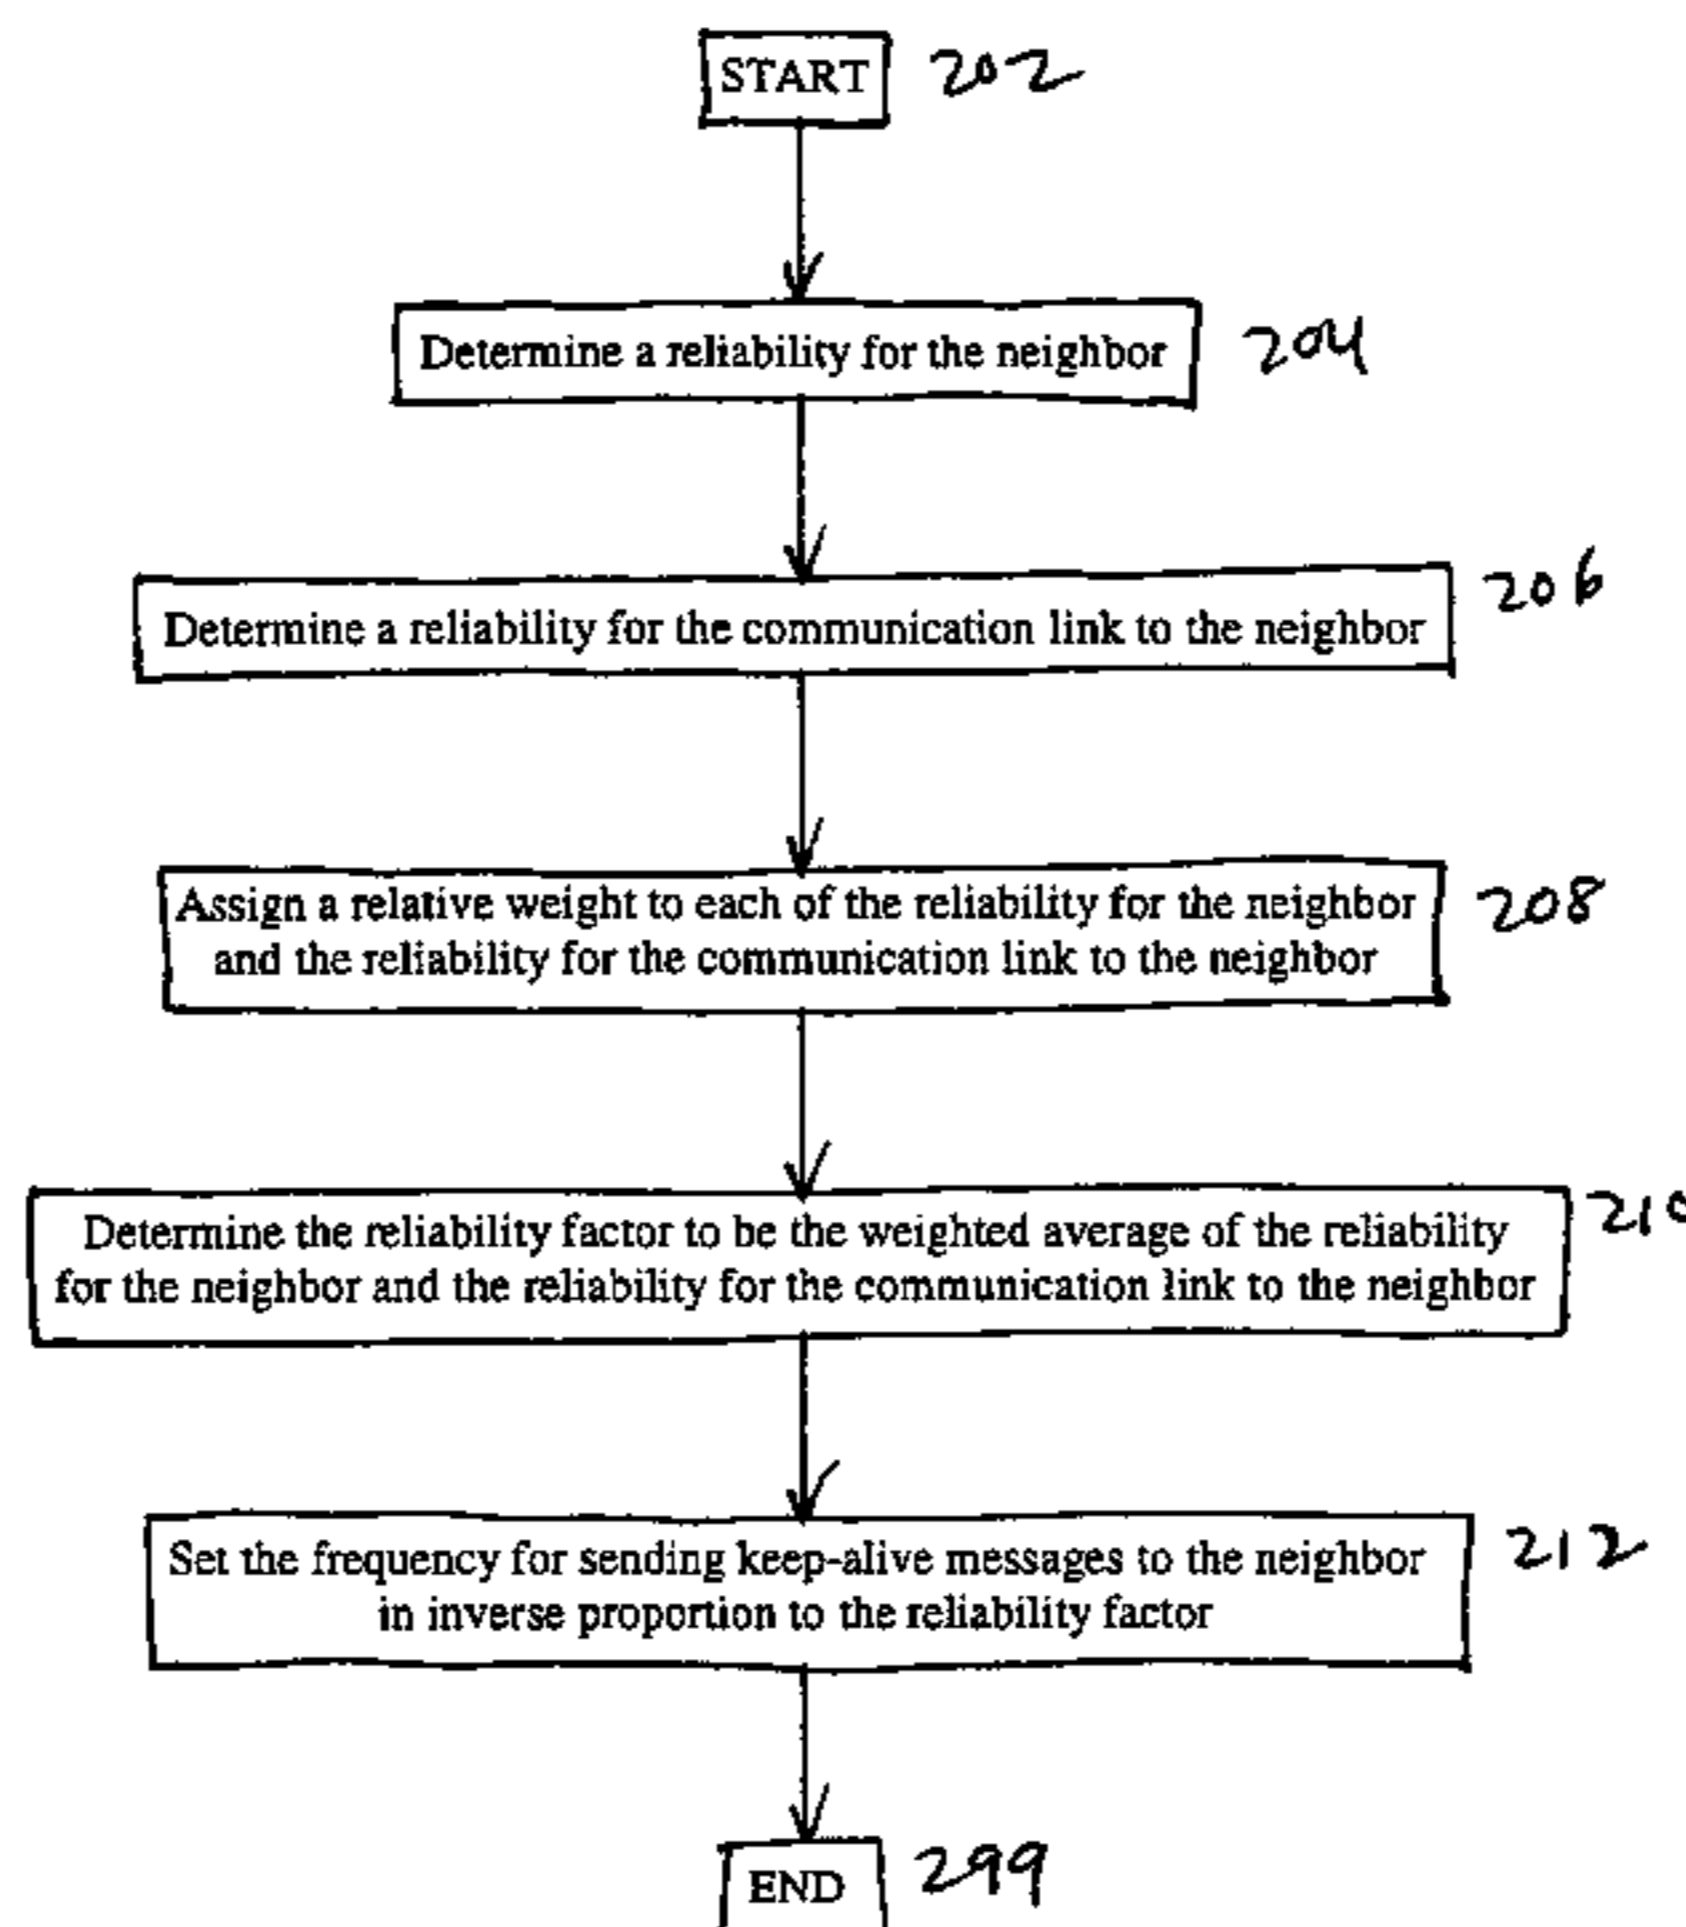 START 202
Determine a reliability for the neighbor 204
Determine a reliability for the communication link to the neighbor 206
Assign a relative weight to each of the reliability for the neighbor 208
and the reliability for the communication link to the neighbor
Determine the reliability factor to be the weighted average of the reliability 210
for the neighbor and the reliability for the communication link to the neighbor
Set the frequency for sending keep-alive messages to the neighbor 212
in inverse proportion to the reliability factor
END 299